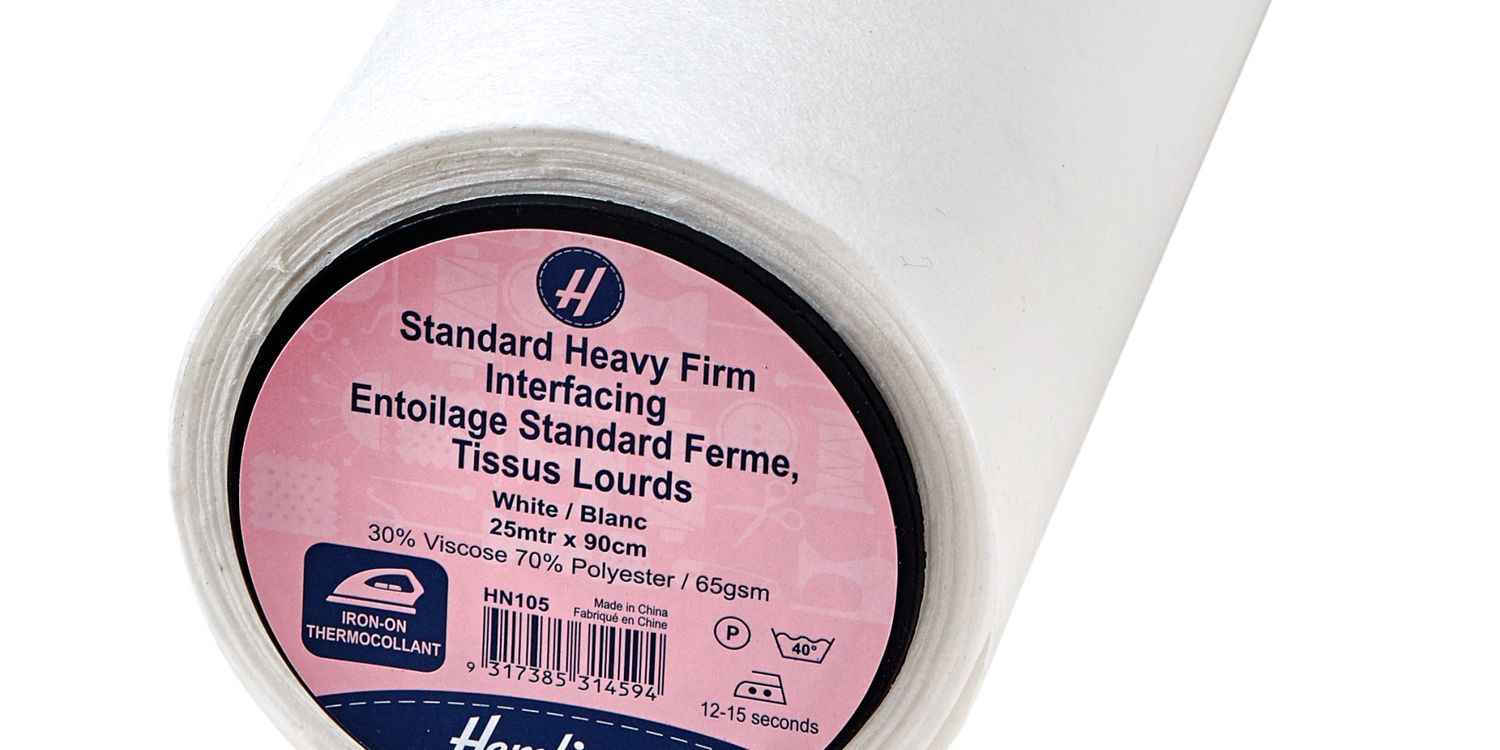 H
Standard Heavy Firm
Interfacing
Entoilage Standard Ferme,
Tissus Lourds
White / Blanc
25mtr x 90cm
30% Viscose 70% Polyester / 65gsm
IRON-ON
THERMOCOLLANT
HN105
Made in China
Fabriqué en Chine
9 317385 314594
P
40°
12-15 seconds